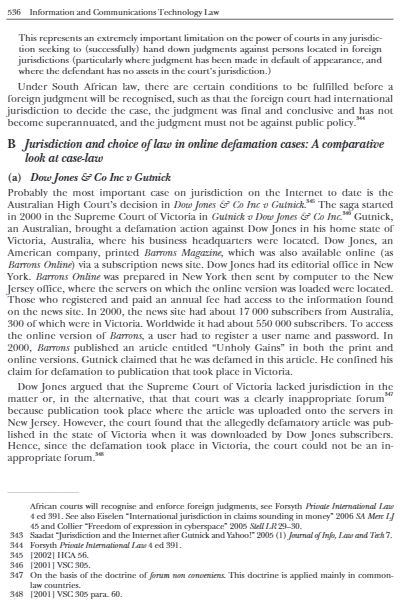 536 Information and Communications Technology Law
This represents an extremely important limitation on the power of courts in any jurisdic-
tion seeking to (successfully) hand down judgments against persons located in foreign
jurisdictions (particularly where judgment has been made in default of appearance, and
where the defendant has no assets in the court's jurisdiction.)
Under South African law, there are certain conditions to be fulfilled before a
foreign judgment will be recognised, such as that the foreign court had international
jurisdiction to decide the case, the judgment was final and conclusive and has not
become superannuated, and the judgment must not be against public policy.344
B Jurisdiction and choice of law in online defamation cases: A comparative
look at case-law
(a) Dow Jones & Co Inc v Gutnick
Probably the most important case on jurisdiction on the Internet to date is the
Australian High Court's decision in Dow Jones & Co Inc v Gutnick.345 The saga started
in 2000 in the Supreme Court of Victoria in Gutnick v Dow Jones & Co Inc.346 Gutnick,
an Australian, brought a defamation action against Dow Jones in his home state of
Victoria, Australia, where his business headquarters were located. Dow Jones, an
American company, printed Barrons Magazine, which was also available online (as
Barrons Online) via a subscription news site. Dow Jones had its editorial office in New
York. Barrons Online was prepared in New York then sent by computer to the New
Jersey office, where the servers on which the online version was loaded were located.
Those who registered and paid an annual fee had access to the information found
on the news site. In 2000, the news site had about 17 000 subscribers from Australia,
300 of which were in Victoria. Worldwide it had about 550 000 subscribers. To access
the online version of Barrons, a user had to register a user name and password. In
2000, Barrons published an article entitled “Unholy Gains” in both the print and
online versions. Gutnick claimed that he was defamed in this article. He confined his
claim for defamation to publication that took place in Victoria.
Dow Jones argued that the Supreme Court of Victoria lacked jurisdiction in the
matter or, in the alternative, that that court was a clearly inappropriate forum347
because publication took place where the article was uploaded onto the servers in
New Jersey. However, the court found that the allegedly defamatory article was pub-
lished in the state of Victoria when it was downloaded by Dow Jones subscribers.
Hence, since the defamation took place in Victoria, the court could not be an in-
appropriate forum.348
African courts will recognise and enforce foreign judgments, see Forsyth Private International Law
4 ed 391. See also Eiselen “International jurisdiction in claims sounding in money” 2006 SA Merc LJ
45 and Collier “Freedom of expression in cyberspace” 2005 Stell LR 29–30.
343 Saadat “Jurisdiction and the Internet after Gutnick and Yahoo!” 2005 (1) Journal of Info, Law and Tech 7.
344 Forsyth Private International Law 4 ed 391.
345 [2002] HCA 56.
346 [2001] VSC 305.
347 On the basis of the doctrine of forum non conveniens. This doctrine is applied mainly in common-
law countries.
348 [2001] VSC 305 para. 60.